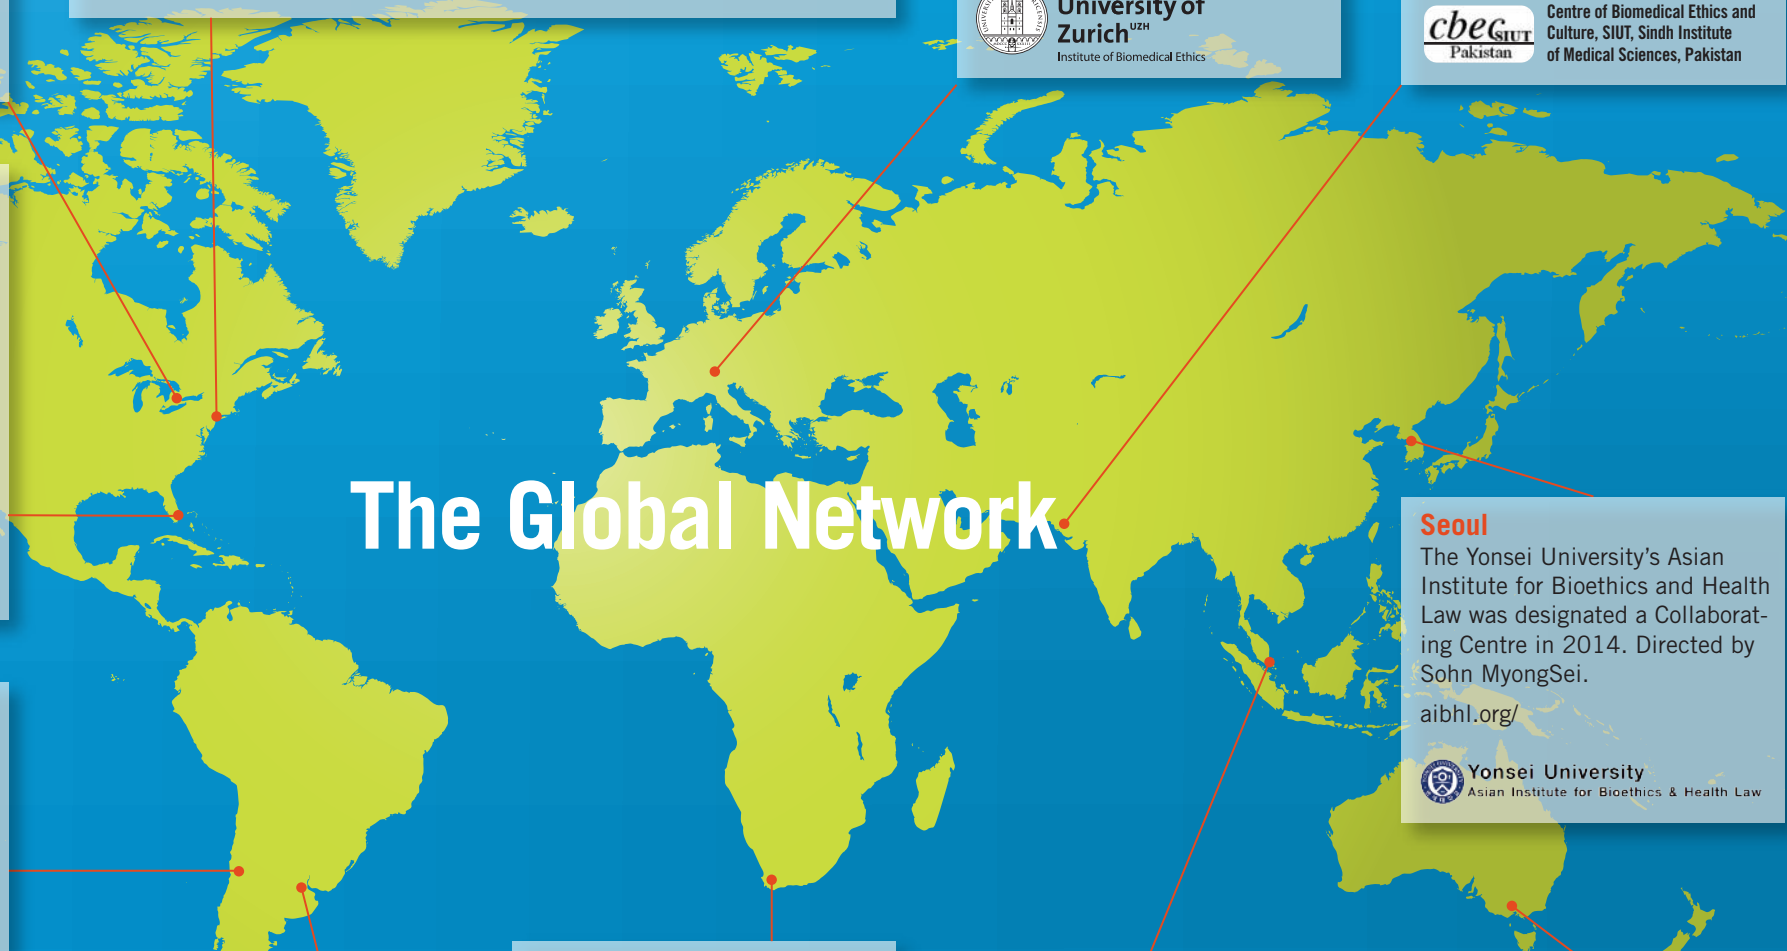 University of
Zurich UZH
Institute of Biomedical Ethics
cbec SIUT
Pakistan
Centre of Biomedical Ethics and
Culture, SIUT, Sindh Institute
of Medical Sciences, Pakistan
The Global Network
Seoul
The Yonsei University’s Asian
Institute for Bioethics and Health
Law was designated a Collaborat-
ing Centre in 2014. Directed by
Sohn MyongSei.
aibhl.org/
Yonsei University
Asian Institute for Bioethics & Health Law